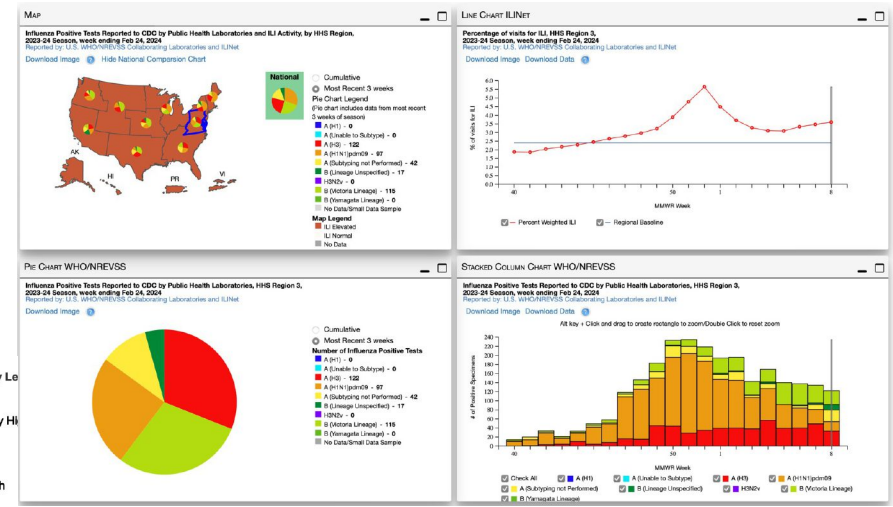 MAP
Influenza Positive Tests Reported to CDC by Public Health Laboratories and ILI Activity, by HHS Region,
2023-24 Season, week ending Feb 24, 2024
Reported by: U.S. WHO/NREVSS Collaborating Laboratories and ILINet
Download Image Hide National Comparsion Chart
National
Cumulative
Most Recent 3 weeks
Pie Chart Legend
(Pie chart includes data from most recent
3 weeks of season)
A (H1) - 0
A (Unable to Subtype) - 0
A (H3) - 122
A (H1N1)pdm09 - 97
A (Subtyping not Performed) - 42
B (Lineage Unspecified) - 17
H3N2v - 0
B (Victoria Lineage) - 115
B (Yamagata Lineage) - 0
No Data/Small Data Sample
Map Legend
ILI Elevated
ILI Normal
No Data
AK
HI
PR
VI
LINE CHART ILINET
Percentage of visits for ILI, HHS Region 3,
2023-24 Season, week ending Feb 24, 2024
Reported by: U.S. WHO/NREVSS Collaborating Laboratories and ILINet
Download Image Download Data
% of visits for ILI
6.0
5.5
5.0
4.5
4.0
3.5
3.0
2.5
2.0
1.5
1.0
0.5
0.0
40 50 1 8
MMWR Week
Percent Weighted ILI Regional Baseline
PIE CHART WHO/NREVSS
Influenza Positive Tests Reported to CDC by Public Health Laboratories, HHS Region 3,
2023-24 Season, week ending Feb 24, 2024
Reported by: U.S. WHO/NREVSS Collaborating Laboratories and ILINet
Download Image
Cumulative
Most Recent 3 weeks
Number of Influenza Positive Tests
A (H1) - 0
A (Unable to Subtype) - 0
A (H3) - 122
A (H1N1)pdm09 - 97
A (Subtyping not Performed) - 42
B (Lineage Unspecified) - 17
H3N2v - 0
B (Victoria Lineage) - 115
B (Yamagata Lineage) - 0
No Data/Small Data Sample
STACKED COLUMN CHART WHO/NREVSS
Influenza Positive Tests Reported to CDC by Public Health Laboratories, HHS Region 3,
2023-24 Season, week ending Feb 24, 2024
Reported by: U.S. WHO/NREVSS Collaborating Laboratories and ILINet
Download Image Download Data
Alt key + Click and drag to create rectangle to zoom/Double Click to reset zoom
# of Positive Specimens
240
220
200
180
160
140
120
100
80
60
40
20
0
40 50 1 8
MMWR Week
Check All A (H1) A (Unable to Subtype) A (H3) A (H1N1)pdm09
A (Subtyping not Performed) B (Lineage Unspecified) H3N2v B (Victoria Lineage)
B (Yamagata Lineage)